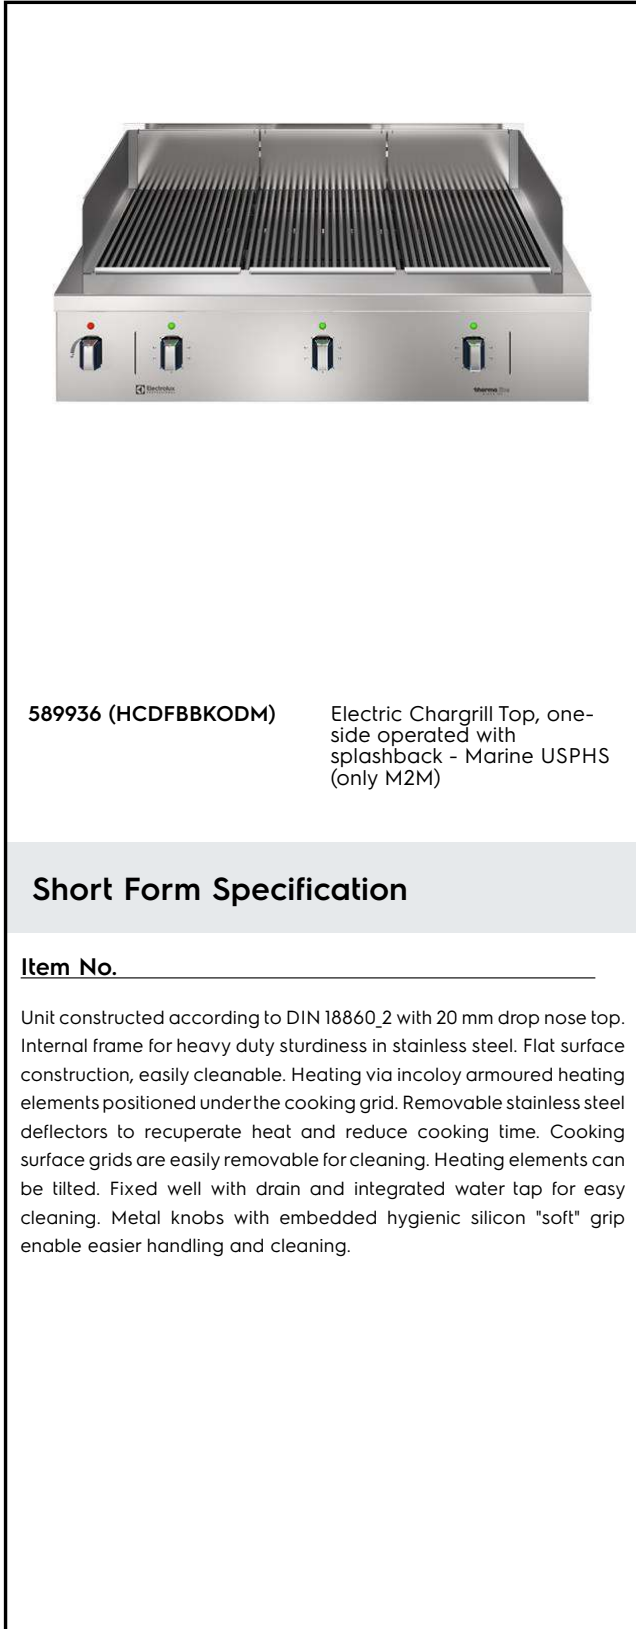 Electrolux
PROFESSIONAL
thermaline
589936 (HCDFBBKODM)
Electric Chargrill Top, one-
side operated with
splashback - Marine USPHS
(only M2M)
Short Form Specification
Item No.
Unit constructed according to DIN 18860_2 with 20 mm drop nose top.
Internal frame for heavy duty sturdiness in stainless steel. Flat surface
construction, easily cleanable. Heating via incoloy armoured heating
elements positioned under the cooking grid. Removable stainless steel
deflectors to recuperate heat and reduce cooking time. Cooking
surface grids are easily removable for cleaning. Heating elements can
be tilted. Fixed well with drain and integrated water tap for easy
cleaning. Metal knobs with embedded hygienic silicon "soft" grip
enable easier handling and cleaning.